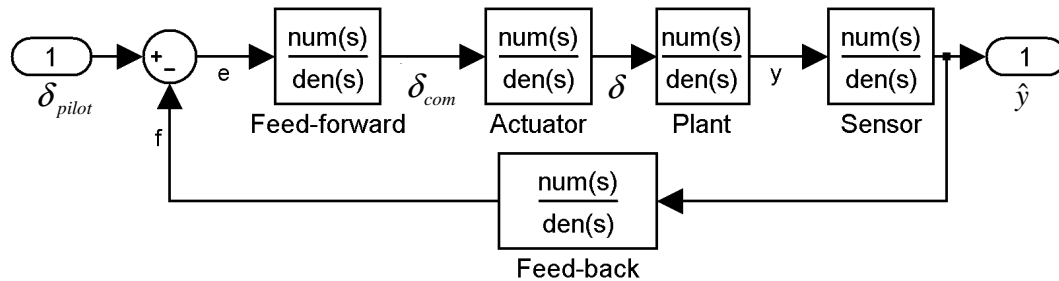 1
δ_pilot
+
−
e
f
num(s)
den(s)
Feed-forward
δ_com
num(s)
den(s)
Actuator
δ
num(s)
den(s)
Plant
y
num(s)
den(s)
Sensor
1
ŷ
num(s)
den(s)
Feed-back